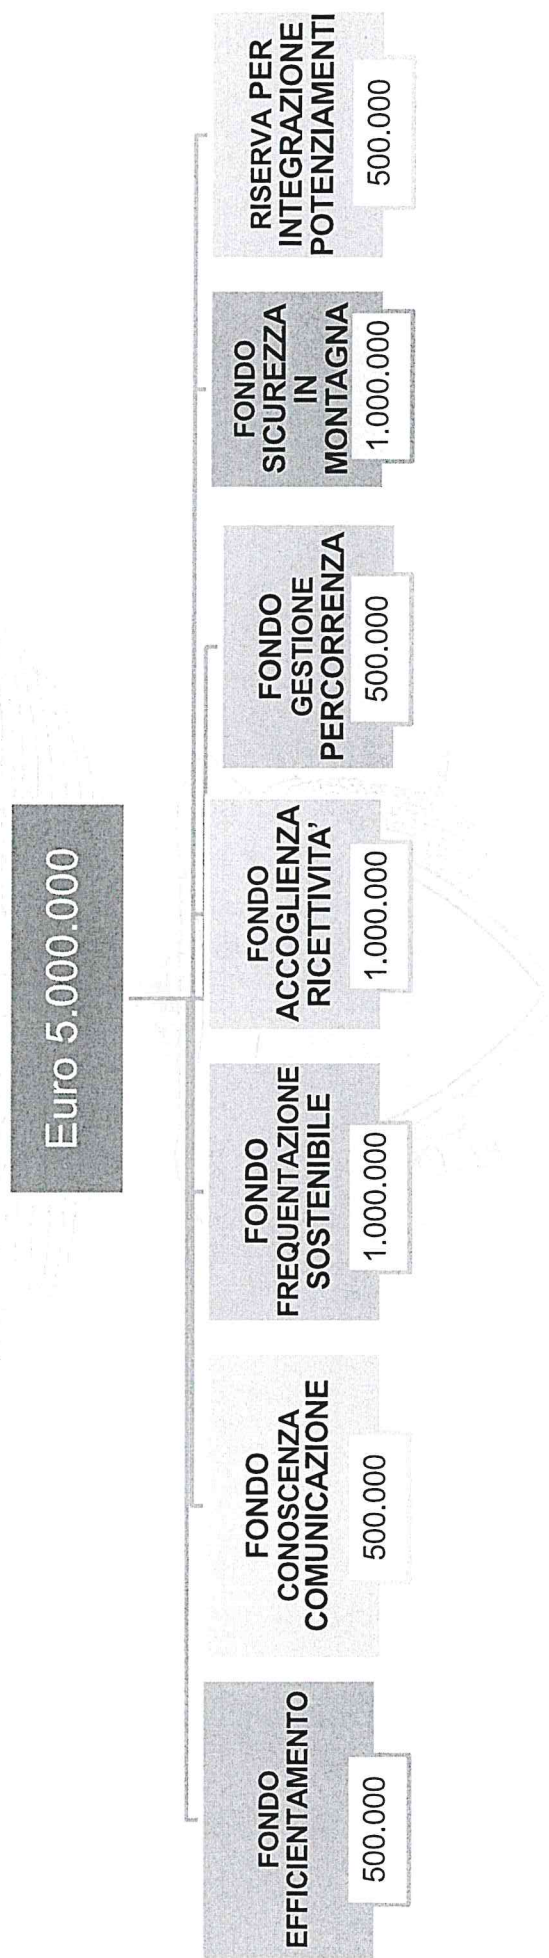 Euro 5.000.000
FONDO
EFFICIENTAMENTO
500.000
FONDO
CONOSCENZA
COMUNICAZIONE
500.000
FONDO
FREQUENTAZIONE
SOSTENIBILE
1.000.000
FONDO
ACCOGLIENZA
RICETTIVITA’
1.000.000
FONDO
GESTIONE
PERCORRENZA
500.000
FONDO
SICUREZZA
IN
MONTAGNA
1.000.000
RISERVA PER
INTEGRAZIONE
POTENZIAMENTI
500.000